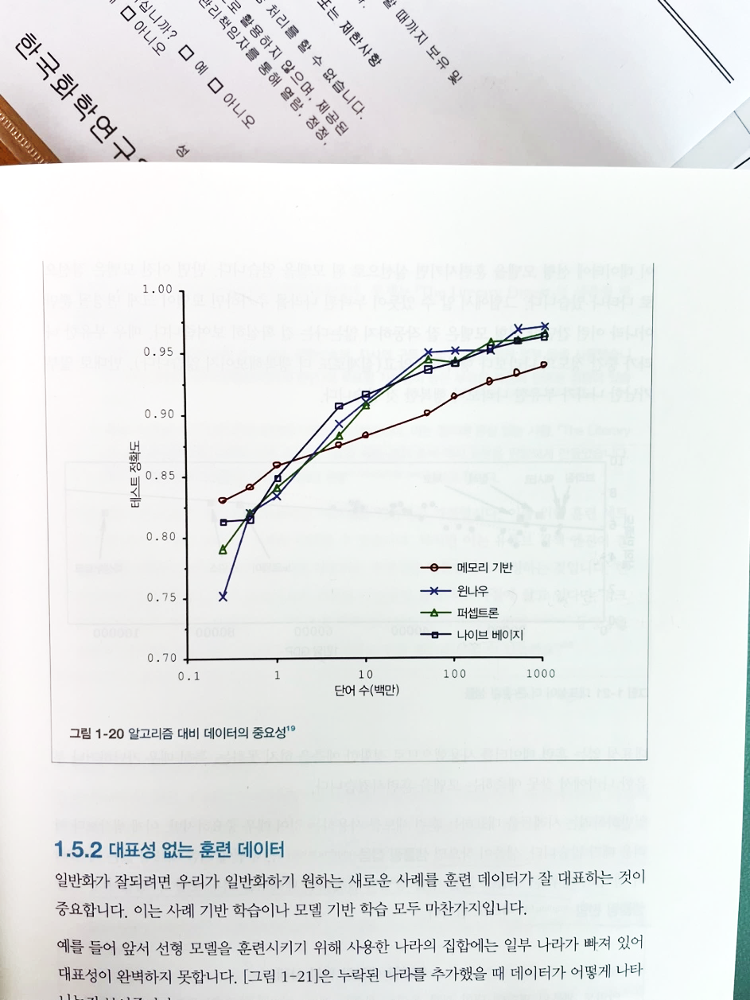 할 때까지 보유 및
또는 제한사항
처리를 할 수 없습니다.
로 활용하지 않으며, 제공된
관리책임자를 통해 열람, 정정,
십니까? □ 예 □ 아니오
□ 아니오
한국화학연구
성
1.00
0.95
0.90
0.85
0.80
0.75
0.70
테스트 정확도
메모리 기반
윈나우
퍼셉트론
나이브 베이지
0.1 1 10 100 1000
단어 수(백만)
그림 1-20 알고리즘 대비 데이터의 중요성19
1.5.2 대표성 없는 훈련 데이터
일반화가 잘되려면 우리가 일반화하기 원하는 새로운 사례를 훈련 데이터가 잘 대표하는 것이
중요합니다. 이는 사례 기반 학습이나 모델 기반 학습 모두 마찬가지입니다.
예를 들어 앞서 선형 모델을 훈련시키기 위해 사용한 나라의 집합에는 일부 나라가 빠져 있어
대표성이 완벽하지 못합니다. [그림 1-21]은 누락된 나라를 추가했을 때 데이터가 어떻게 나타